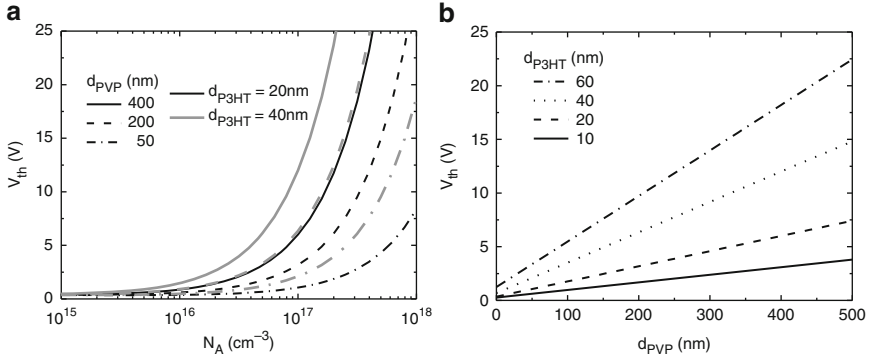 a
25
20
15
10
5
0
V_th (V)
d_PVP (nm)
400
200
50
d_P3HT = 20nm
d_P3HT = 40nm
10^15
10^16
10^17
10^18
N_A (cm^−3)
b
25
20
15
10
5
0
V_th (V)
d_P3HT (nm)
60
40
20
10
0
100
200
300
400
500
d_PVP (nm)